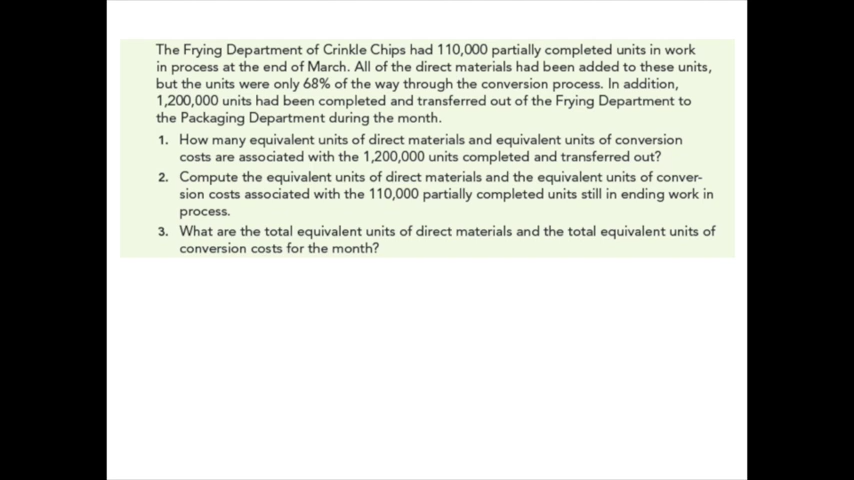 The Frying Department of Crinkle Chips had 110,000 partially completed units in work
in process at the end of March. All of the direct materials had been added to these units,
but the units were only 68% of the way through the conversion process. In addition,
1,200,000 units had been completed and transferred out of the Frying Department to
the Packaging Department during the month.
1. How many equivalent units of direct materials and equivalent units of conversion
costs are associated with the 1,200,000 units completed and transferred out?
2. Compute the equivalent units of direct materials and the equivalent units of conver-
sion costs associated with the 110,000 partially completed units still in ending work in
process.
3. What are the total equivalent units of direct materials and the total equivalent units of
conversion costs for the month?